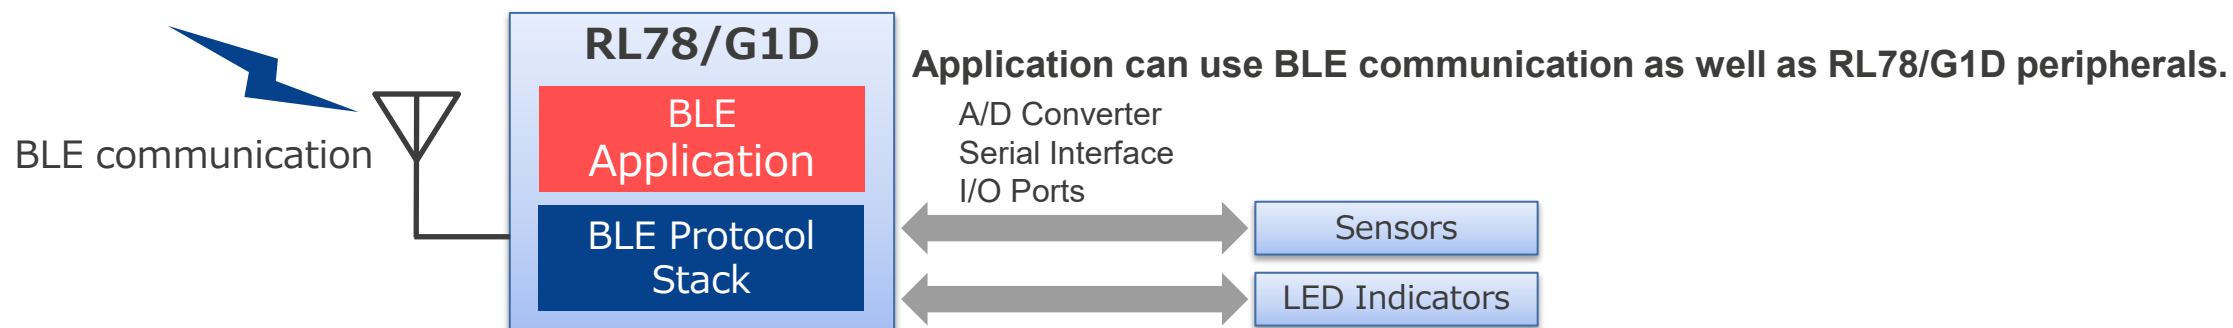 BLE communication
RL78/G1D
BLE
Application
BLE Protocol
Stack
Application can use BLE communication as well as RL78/G1D peripherals.
A/D Converter
Serial Interface
I/O Ports
Sensors
LED Indicators